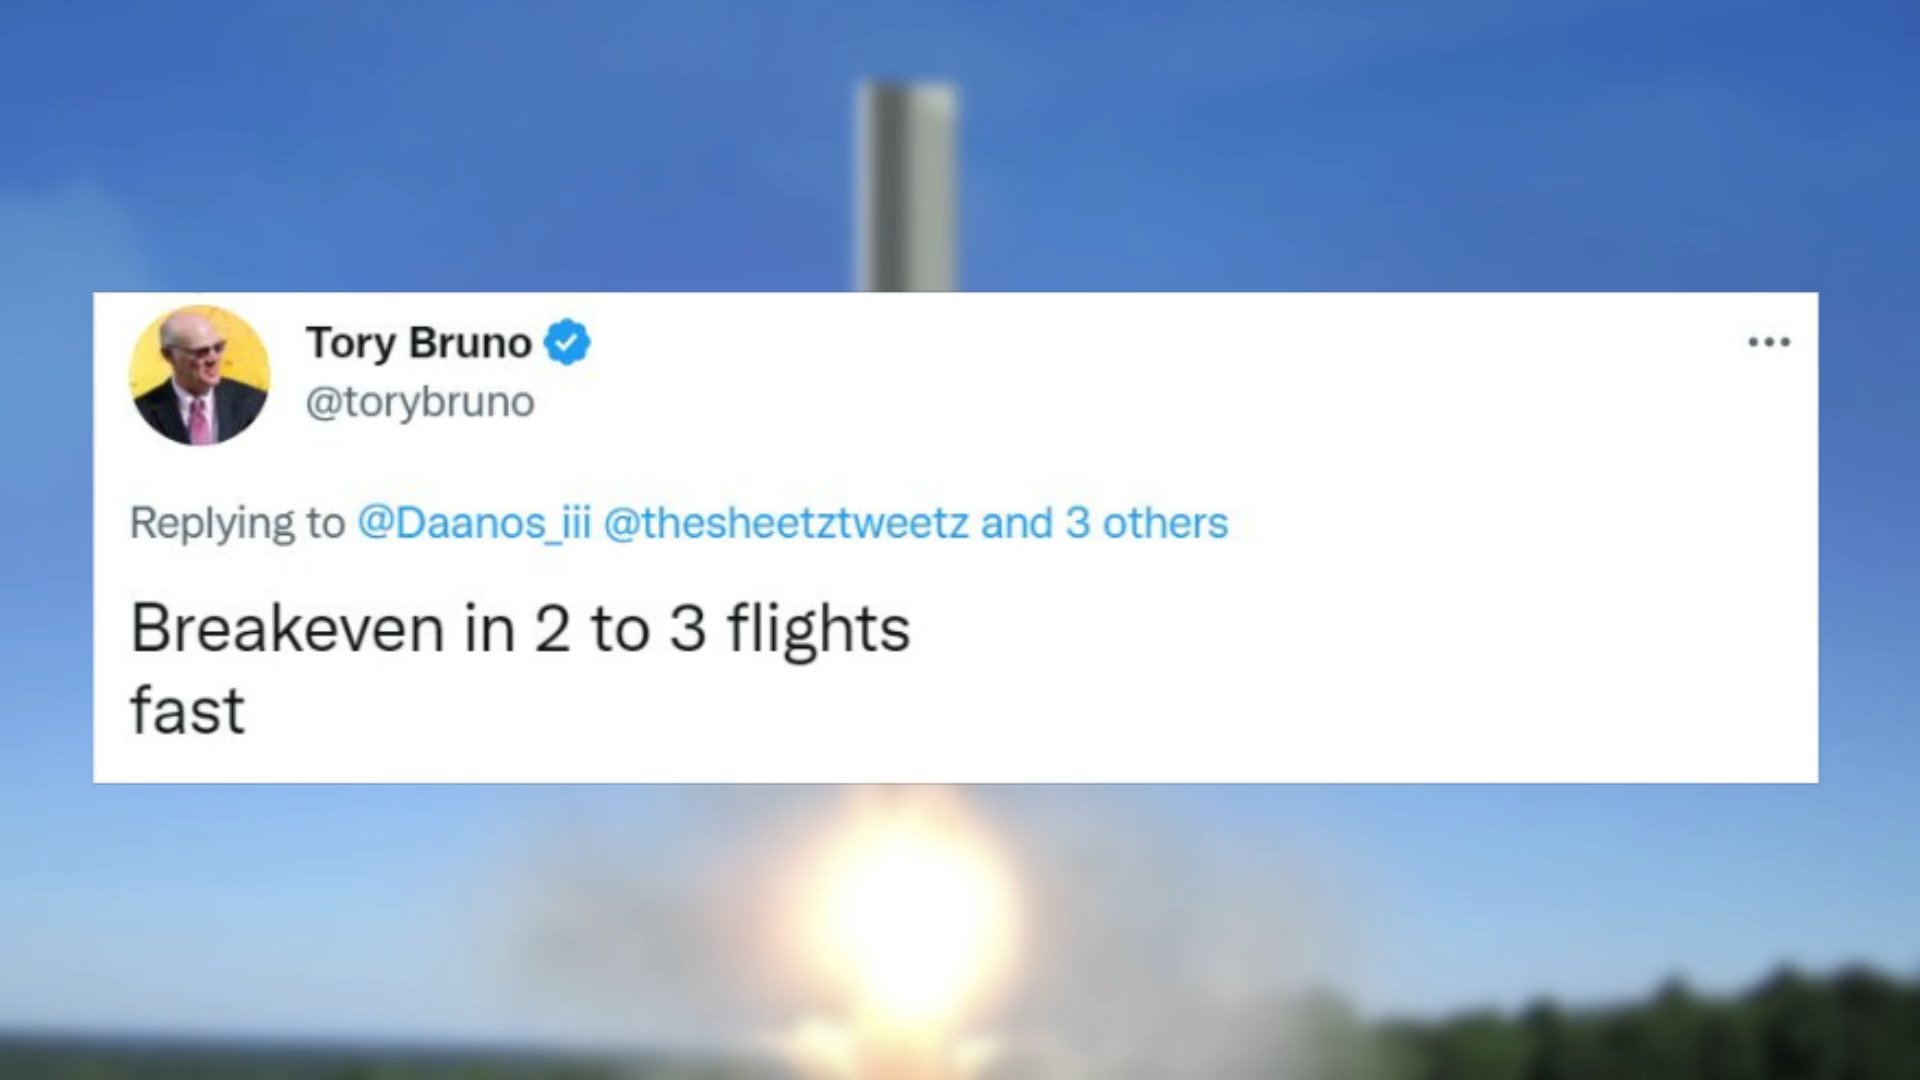 Tory Bruno
@torybruno
Replying to @Daanos_iii @thesheetztweetz and 3 others
Breakeven in 2 to 3 flights
fast